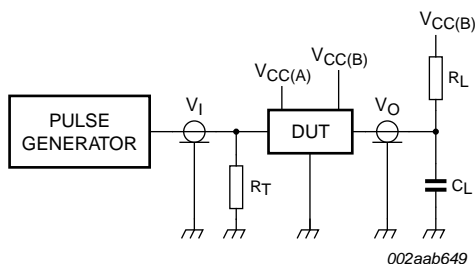 VCC(B)
VCC(B)
VCC(A)
RL
VI
VO
PULSE
GENERATOR
DUT
RT
CL
002aab649